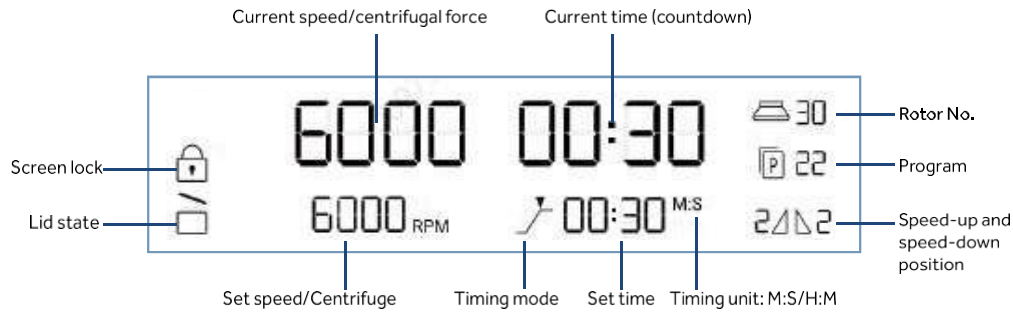 Current speed/centrifugal force
Current time (countdown)
6000
00:30
30
Rotor No.
Screen lock
P 22
Program
Lid state
6000 RPM
00:30 M:S
2 2
Speed-up and
speed-down
position
Set speed/Centrifuge
Timing mode
Set time
Timing unit: M:S/H:M